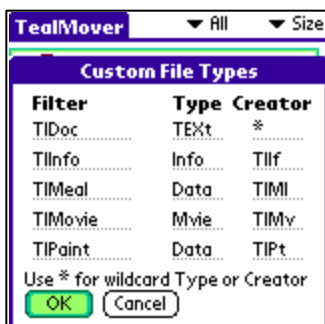 TealMover ▼ All ▼ Size
Custom File Types
Filter Type Creator
TlDoc TEXt *
TlInfo Info TlIf
TlMeal Data TlMl
TlMovie Mvie TlMv
TlPaint Data TlPt
Use * for wildcard Type or Creator
OK Cancel